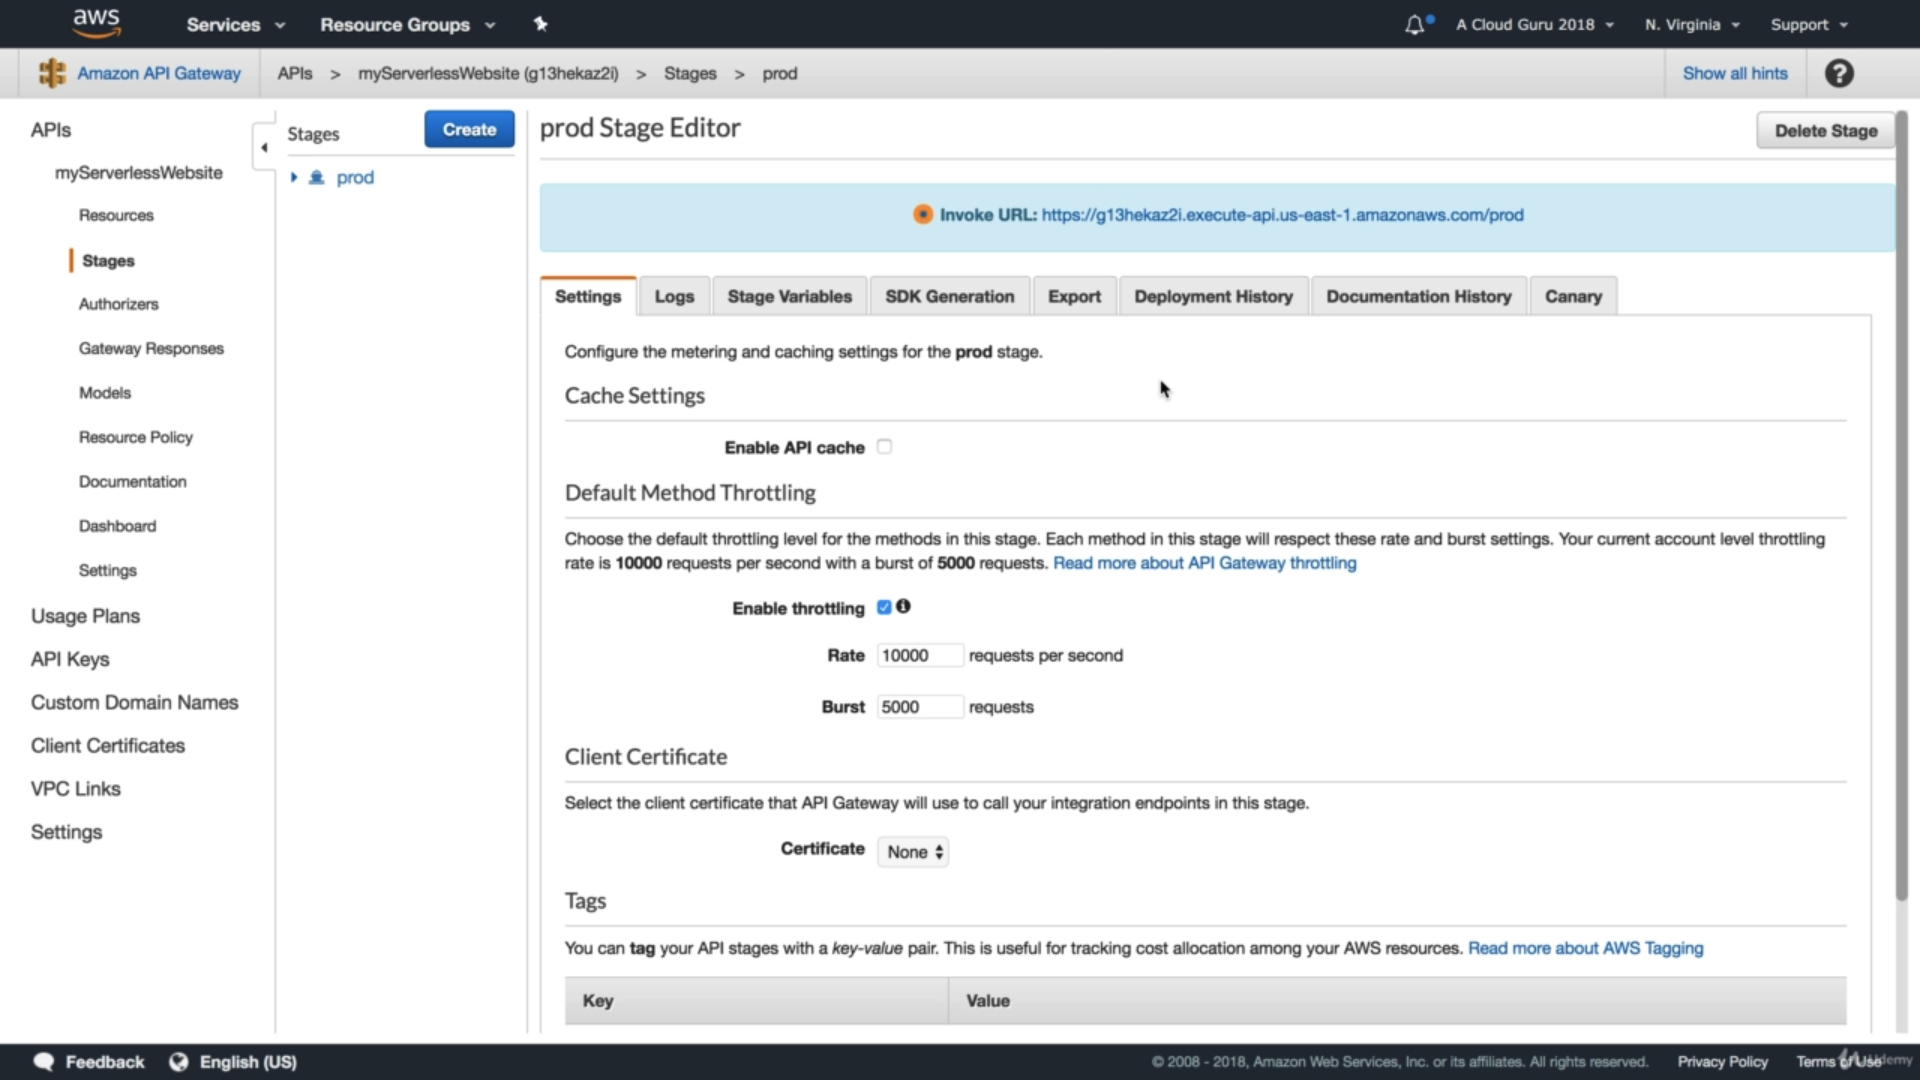 aws
Services
Resource Groups
A Cloud Guru 2018
N. Virginia
Support
Amazon API Gateway
APIs > myServerlessWebsite (g13hekaz2i) > Stages > prod
Show all hints
?
APIs
myServerlessWebsite
Resources
Stages
Authorizers
Gateway Responses
Models
Resource Policy
Documentation
Dashboard
Settings
Usage Plans
API Keys
Custom Domain Names
Client Certificates
VPC Links
Settings
Stages
Create
prod
prod Stage Editor
Delete Stage
Invoke URL: https://g13hekaz2i.execute-api.us-east-1.amazonaws.com/prod
Settings
Logs
Stage Variables
SDK Generation
Export
Deployment History
Documentation History
Canary
Configure the metering and caching settings for the prod stage.
Cache Settings
Enable API cache
Default Method Throttling
Choose the default throttling level for the methods in this stage. Each method in this stage will respect these rate and burst settings. Your current account level throttling
rate is 10000 requests per second with a burst of 5000 requests. Read more about API Gateway throttling
Enable throttling
Rate 10000 requests per second
Burst 5000 requests
Client Certificate
Select the client certificate that API Gateway will use to call your integration endpoints in this stage.
Certificate None
Tags
You can tag your API stages with a key-value pair. This is useful for tracking cost allocation among your AWS resources. Read more about AWS Tagging
Key
Value
Feedback
English (US)
© 2008 - 2018, Amazon Web Services, Inc. or its affiliates. All rights reserved.
Privacy Policy
Terms of Use